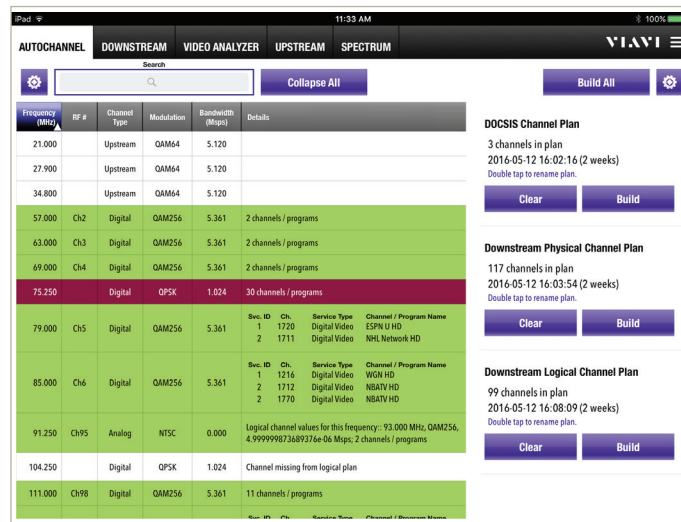 iPad 11:33 AM 100%
AUTOCHANNEL DOWNSTREAM VIDEO ANALYZER UPSTREAM SPECTRUM VIAVI
Search
Collapse All Build All
Frequency (MHz) RF # Channel Type Modulation Bandwidth (Msps) Details
21.000 Upstream QAM64 5.120
27.900 Upstream QAM64 5.120
34.800 Upstream QAM64 5.120
57.000 Ch2 Digital QAM256 5.361 2 channels / programs
63.000 Ch3 Digital QAM256 5.361 2 channels / programs
69.000 Ch4 Digital QAM256 5.361 2 channels / programs
75.250 Digital QPSK 1.024 30 channels / programs
Svc. ID Ch. Service Type Channel / Program Name
79.000 Ch5 Digital QAM256 5.361 1 1720 Digital Video ESPN U HD
2 1711 Digital Video NHL Network HD
Svc. ID Ch. Service Type Channel / Program Name
85.000 Ch6 Digital QAM256 5.361 1 1216 Digital Video WGN HD
2 1712 Digital Video NBATV HD
2 1770 Digital Video NBATV HD
91.250 Ch95 Analog NTSC 0.000 Logical channel values for this frequency:: 93.000 MHz, QAM256,
4.999999873689376e-06 Msps; 2 channels / programs
104.250 Digital QPSK 1.024 Channel missing from logical plan
111.000 Ch98 Digital QAM256 5.361 11 channels / programs
Svc. ID Ch. Service Type Channel / Program Name
DOCSIS Channel Plan
3 channels in plan
2016-05-12 16:02:16 (2 weeks)
Double tap to rename plan.
Clear Build
Downstream Physical Channel Plan
117 channels in plan
2016-05-12 16:03:54 (2 weeks)
Double tap to rename plan.
Clear Build
Downstream Logical Channel Plan
99 channels in plan
2016-05-12 16:08:09 (2 weeks)
Double tap to rename plan.
Clear Build